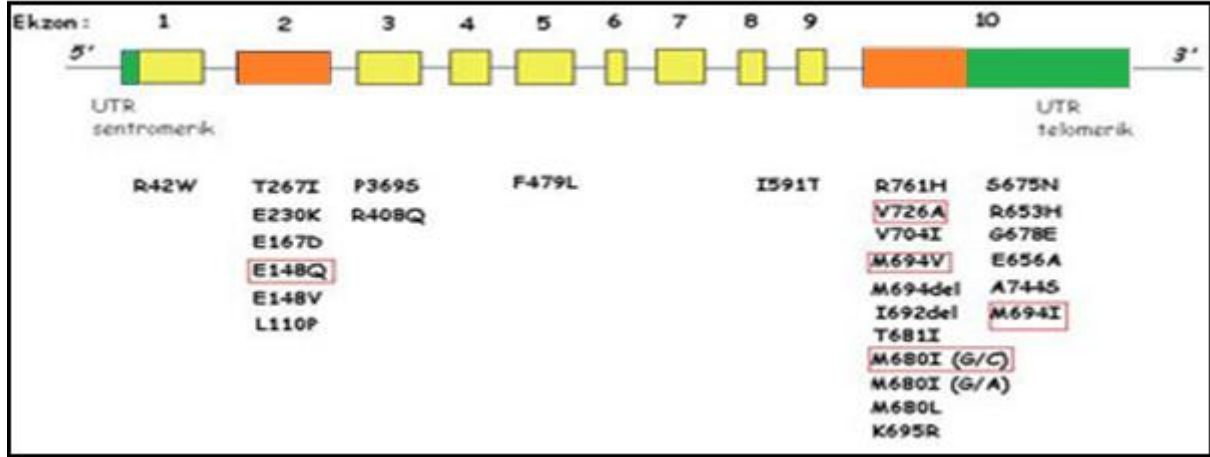 Ekzon : 1 2 3 4 5 6 7 8 9 10
5' 3'
UTR UTR
sentromerik telomerik
R42W T267I P369S F479L I591T R761H S675N
E230K R408Q V726A R653H
E167D V704I G678E
E148Q M694V E656A
E148V M694del A744S
L110P I692del M694I
T681I
M680I (G/C)
M680I (G/A)
M680L
K695R